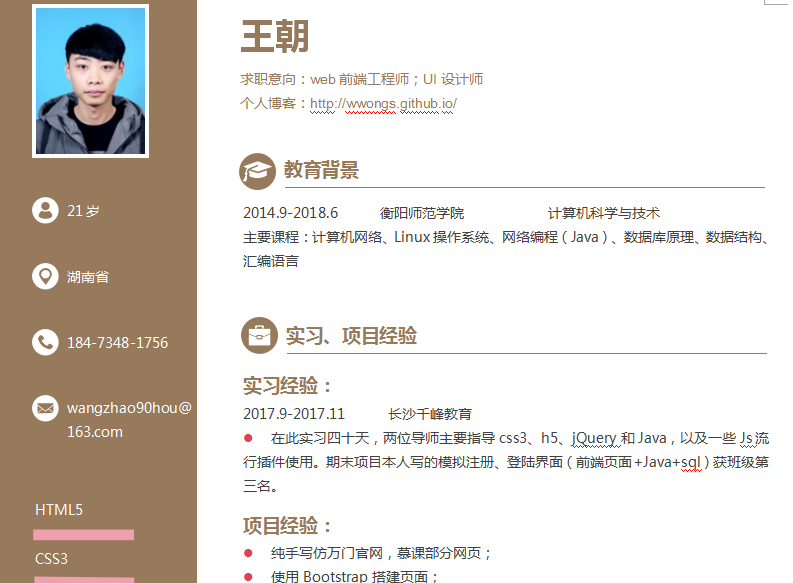 王朝
求职意向：web 前端工程师；UI 设计师
个人博客：http://wwongs.github.io/
21 岁
湖南省
184-7348-1756
wangzhao90hou@
163.com
HTML5
CSS3
教育背景
2014.9-2018.6 衡阳师范学院 计算机科学与技术
主要课程：计算机网络、Linux 操作系统、网络编程（Java）、数据库原理、数据结构、
汇编语言
实习、项目经验
实习经验：
2017.9-2017.11 长沙千峰教育
● 在此实习四十天，两位导师主要指导 css3、h5、jQuery 和 Java，以及一些 Js 流
行插件使用。期末项目本人写的模拟注册、登陆界面（前端页面+Java+sql）获班级第
三名。
项目经验：
● 纯手写仿万门官网，慕课部分网页；
● 使用 Bootstrap 搭建页面；